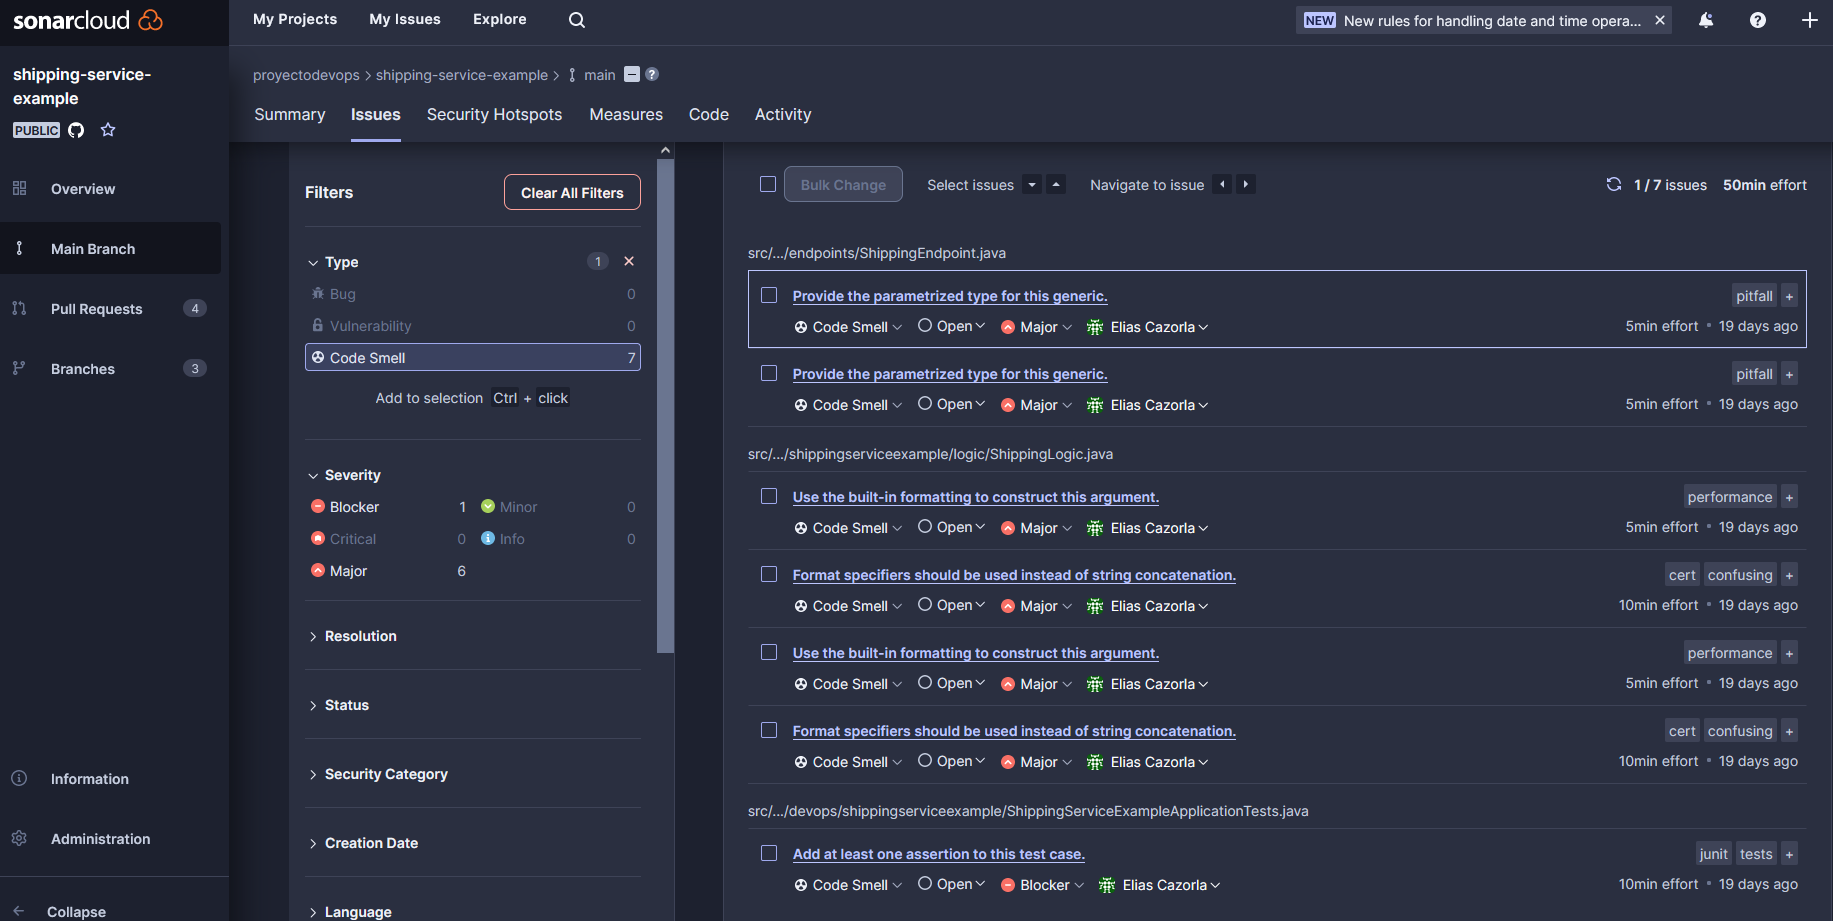 sonarcloud
My Projects My Issues Explore
NEW New rules for handling date and time opera...
shipping-service-
example
PUBLIC
Overview
Main Branch
Pull Requests 4
Branches 3
Information
Administration
Collapse
proyectodevops > shipping-service-example > main
Summary Issues Security Hotspots Measures Code Activity
Filters Clear All Filters
Type 1
Bug 0
Vulnerability 0
Code Smell 7
Add to selection Ctrl + click
Severity
Blocker 1 Minor 0
Critical 0 Info 0
Major 6
Resolution
Status
Security Category
Creation Date
Language
Bulk Change Select issues Navigate to issue 1 / 7 issues 50min effort
src/.../endpoints/ShippingEndpoint.java
Provide the parametrized type for this generic. pitfall +
Code Smell Open Major Elias Cazorla 5min effort • 19 days ago
Provide the parametrized type for this generic. pitfall +
Code Smell Open Major Elias Cazorla 5min effort • 19 days ago
src/.../shippingserviceexample/logic/ShippingLogic.java
Use the built-in formatting to construct this argument. performance +
Code Smell Open Major Elias Cazorla 5min effort • 19 days ago
Format specifiers should be used instead of string concatenation. cert confusing +
Code Smell Open Major Elias Cazorla 10min effort • 19 days ago
Use the built-in formatting to construct this argument. performance +
Code Smell Open Major Elias Cazorla 5min effort • 19 days ago
Format specifiers should be used instead of string concatenation. cert confusing +
Code Smell Open Major Elias Cazorla 10min effort • 19 days ago
src/.../devops/shippingserviceexample/ShippingServiceExampleApplicationTests.java
Add at least one assertion to this test case. junit tests +
Code Smell Open Blocker Elias Cazorla 10min effort • 19 days ago